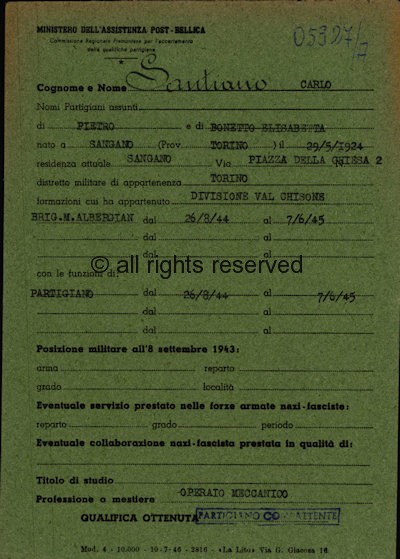 MINISTERO DELL'ASSISTENZA POST-BELLICA
Commissione Regionale Piemontese per l'accertamento
delle qualifiche partigiane
05327/7
Cognome e Nome Santiano CARLO
Nomi Partigiani assunti
di PIETRO e di BONETTO ELISABETTA
nato a SANGANO (Prov. TORINO ) il 29/5/1924
residenza attuale SANGANO Via PIAZZA DELLA CHIESA 2
distretto militare di appartenenza TORINO
formazioni cui ha appartenuto DIVISIONE VAL CHISONE
BRIG.M.ALBERGIAN dal 26/8/44 al 7/6/45
dal al
dal al
© all rights reserved
con le funzioni di:
PARTIGIANO dal 26/8/44 al 7/6/45
dal al
dal al
Posizione militare all'8 settembre 1943:
arma reparto
grado località
Eventuale servizio prestato nelle forze armate nazi-fasciste:
reparto grado periodo
Eventuale collaborazione nazi-fascista prestata in qualità di:
Titolo di studio
Professione o mestiere OPERAIO MECCANICO
QUALIFICA OTTENUTA PARTIGIANO COMBATTENTE
Mod. 4 - 10.000 - 10-7-46 - 2816 - «La Lito» Via G. Giacosa 16